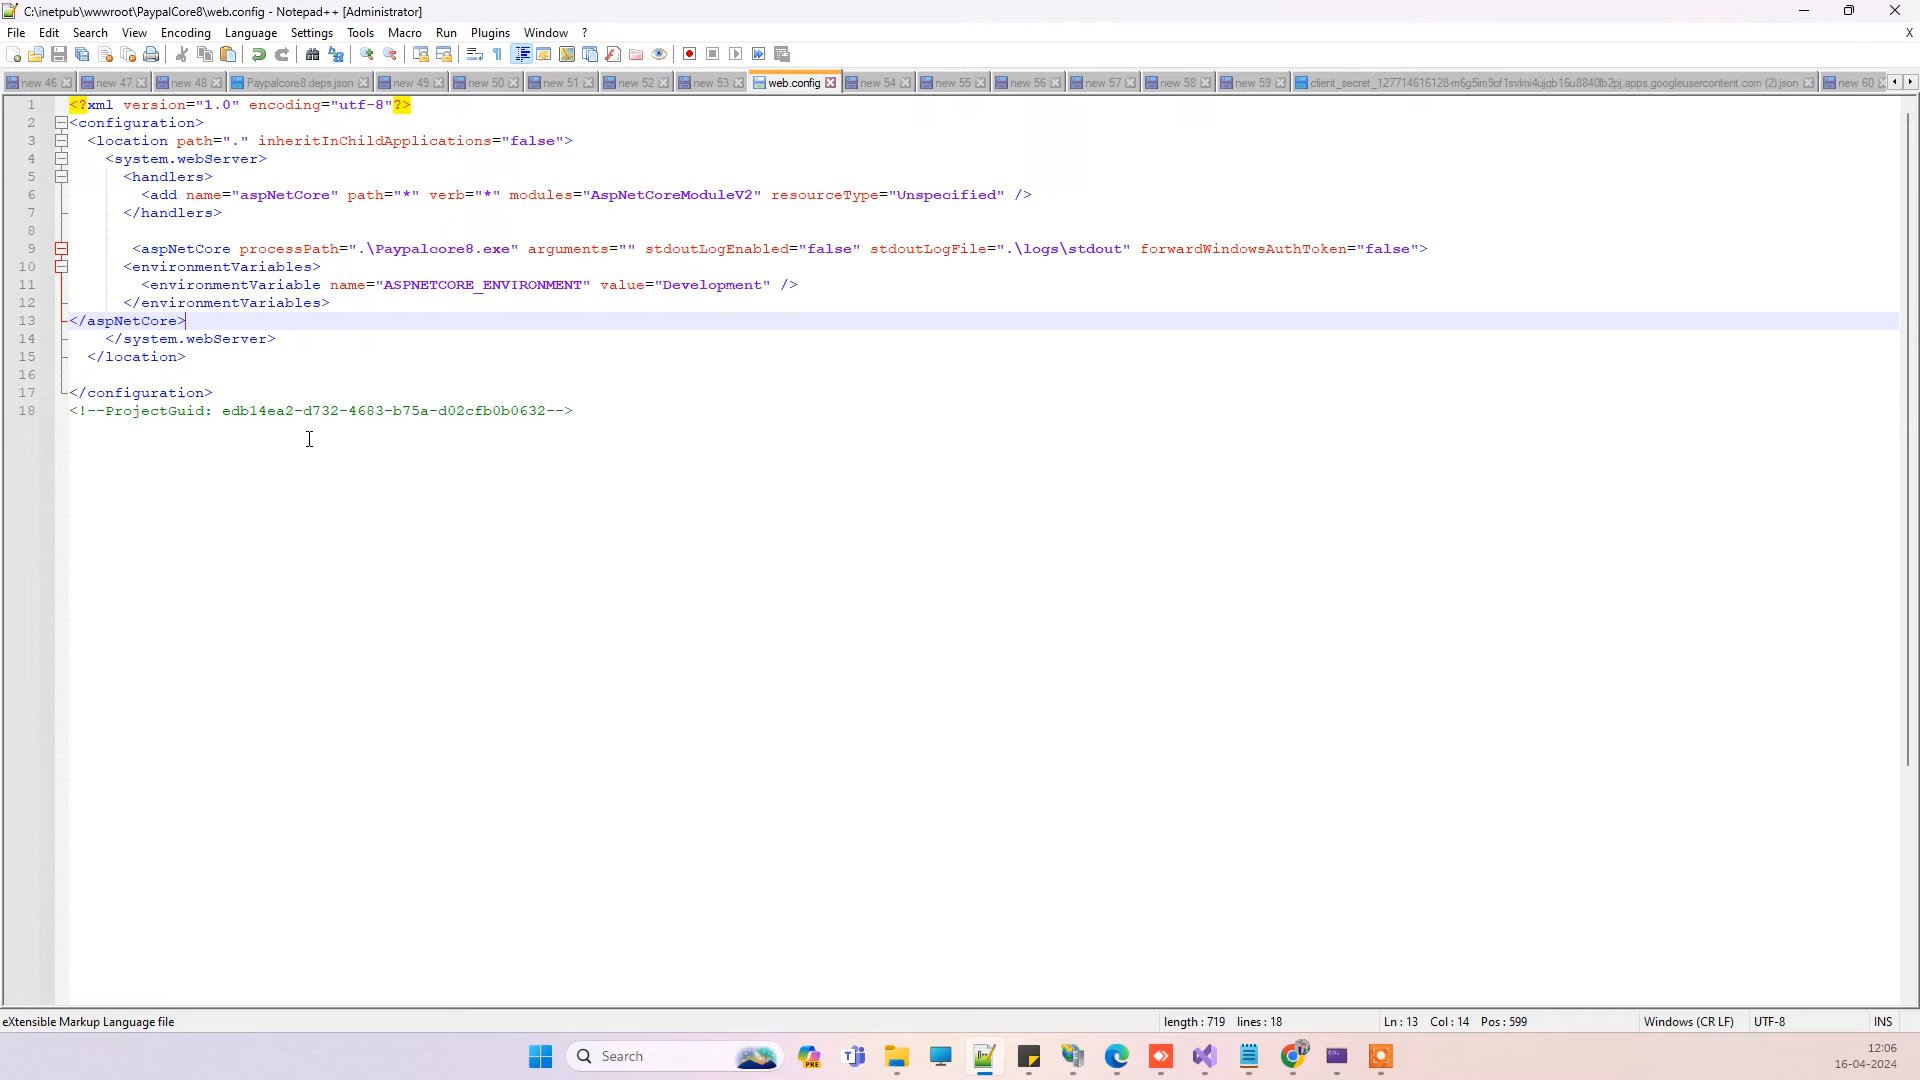 C:\inetpub\wwwroot\PaypalCore8\web.config - Notepad++ [Administrator]
File Edit Search View Encoding Language Settings Tools Macro Run Plugins Window ? X
new 46 new 47 new 48 Paypalcore8.deps.json new 49 new 50 new 51 new 52 new 53 web.config new 54 new 55 new 56 new 57 new 58 new 59 new 60
1 <?xml version="1.0" encoding="utf-8"?>
2 <configuration>
3 <location path="." inheritInChildApplications="false">
4 <system.webServer>
5 <handlers>
6 <add name="aspNetCore" path="*" verb="*" modules="AspNetCoreModuleV2" resourceType="Unspecified" />
7 </handlers>
8
9 <aspNetCore processPath=".\Paypalcore8.exe" arguments="" stdoutLogEnabled="false" stdoutLogFile=".\logs\stdout" forwardWindowsAuthToken="false">
10 <environmentVariables>
11 <environmentVariable name="ASPNETCORE_ENVIRONMENT" value="Development" />
12 </environmentVariables>
13 </aspNetCore>
14 </system.webServer>
15 </location>
16
17 </configuration>
18 <!--ProjectGuid: edb14ea2-d732-4683-b75a-d02cfb0b0632-->
eXtensible Markup Language file length : 719 lines : 18 Ln : 13 Col : 14 Pos : 599 Windows (CR LF) UTF-8 INS
Search
12:06
16-04-2024